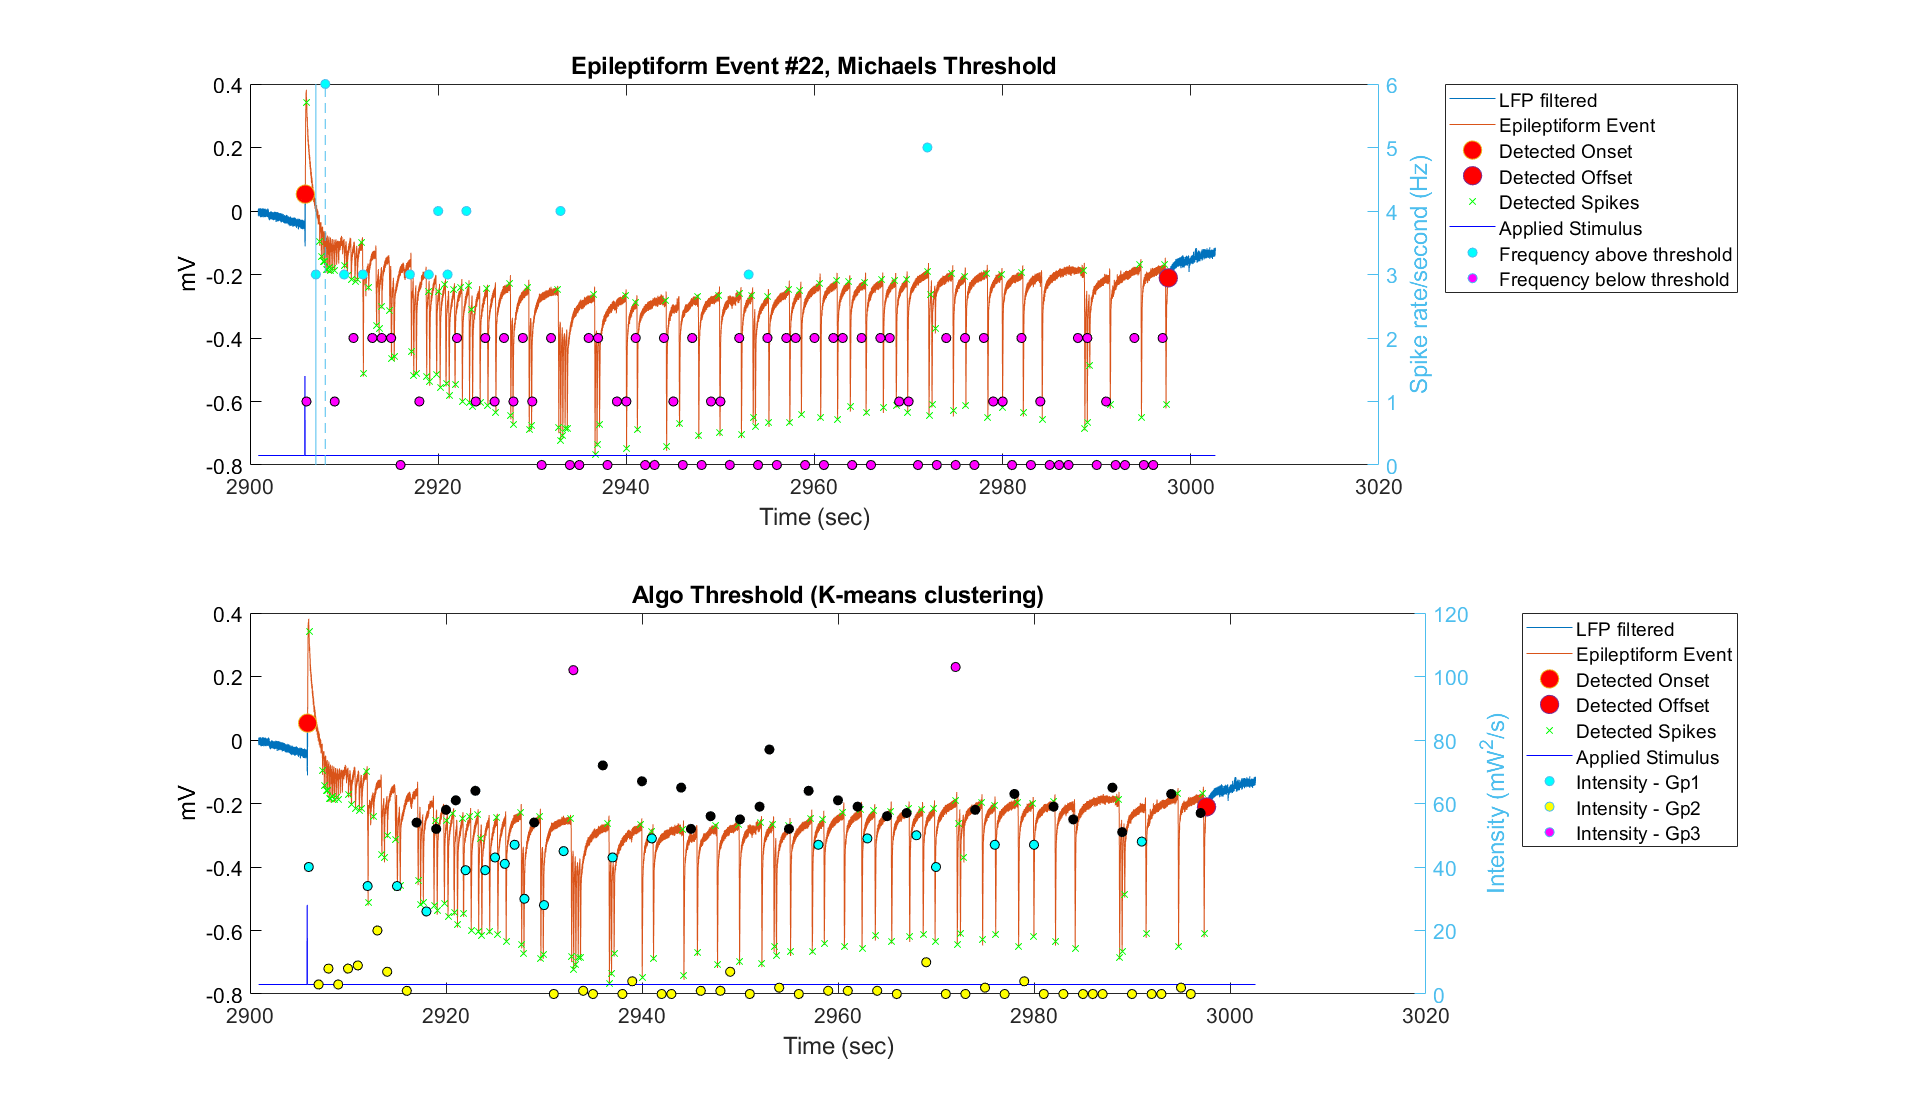 Epileptiform Event #22, Michaels Threshold
0.4
0.2
0
-0.2
-0.4
-0.6
-0.8
mV
2900
2920
2940
2960
2980
3000
3020
Time (sec)
6
5
4
3
2
1
0
Spike rate/second (Hz)
LFP filtered
Epileptiform Event
Detected Onset
Detected Offset
Detected Spikes
Applied Stimulus
Frequency above threshold
Frequency below threshold
Algo Threshold (K-means clustering)
0.4
0.2
0
-0.2
-0.4
-0.6
-0.8
mV
2900
2920
2940
2960
2980
3000
3020
Time (sec)
120
100
80
60
40
20
0
Intensity (mW²/s)
LFP filtered
Epileptiform Event
Detected Onset
Detected Offset
Detected Spikes
Applied Stimulus
Intensity - Gp1
Intensity - Gp2
Intensity - Gp3